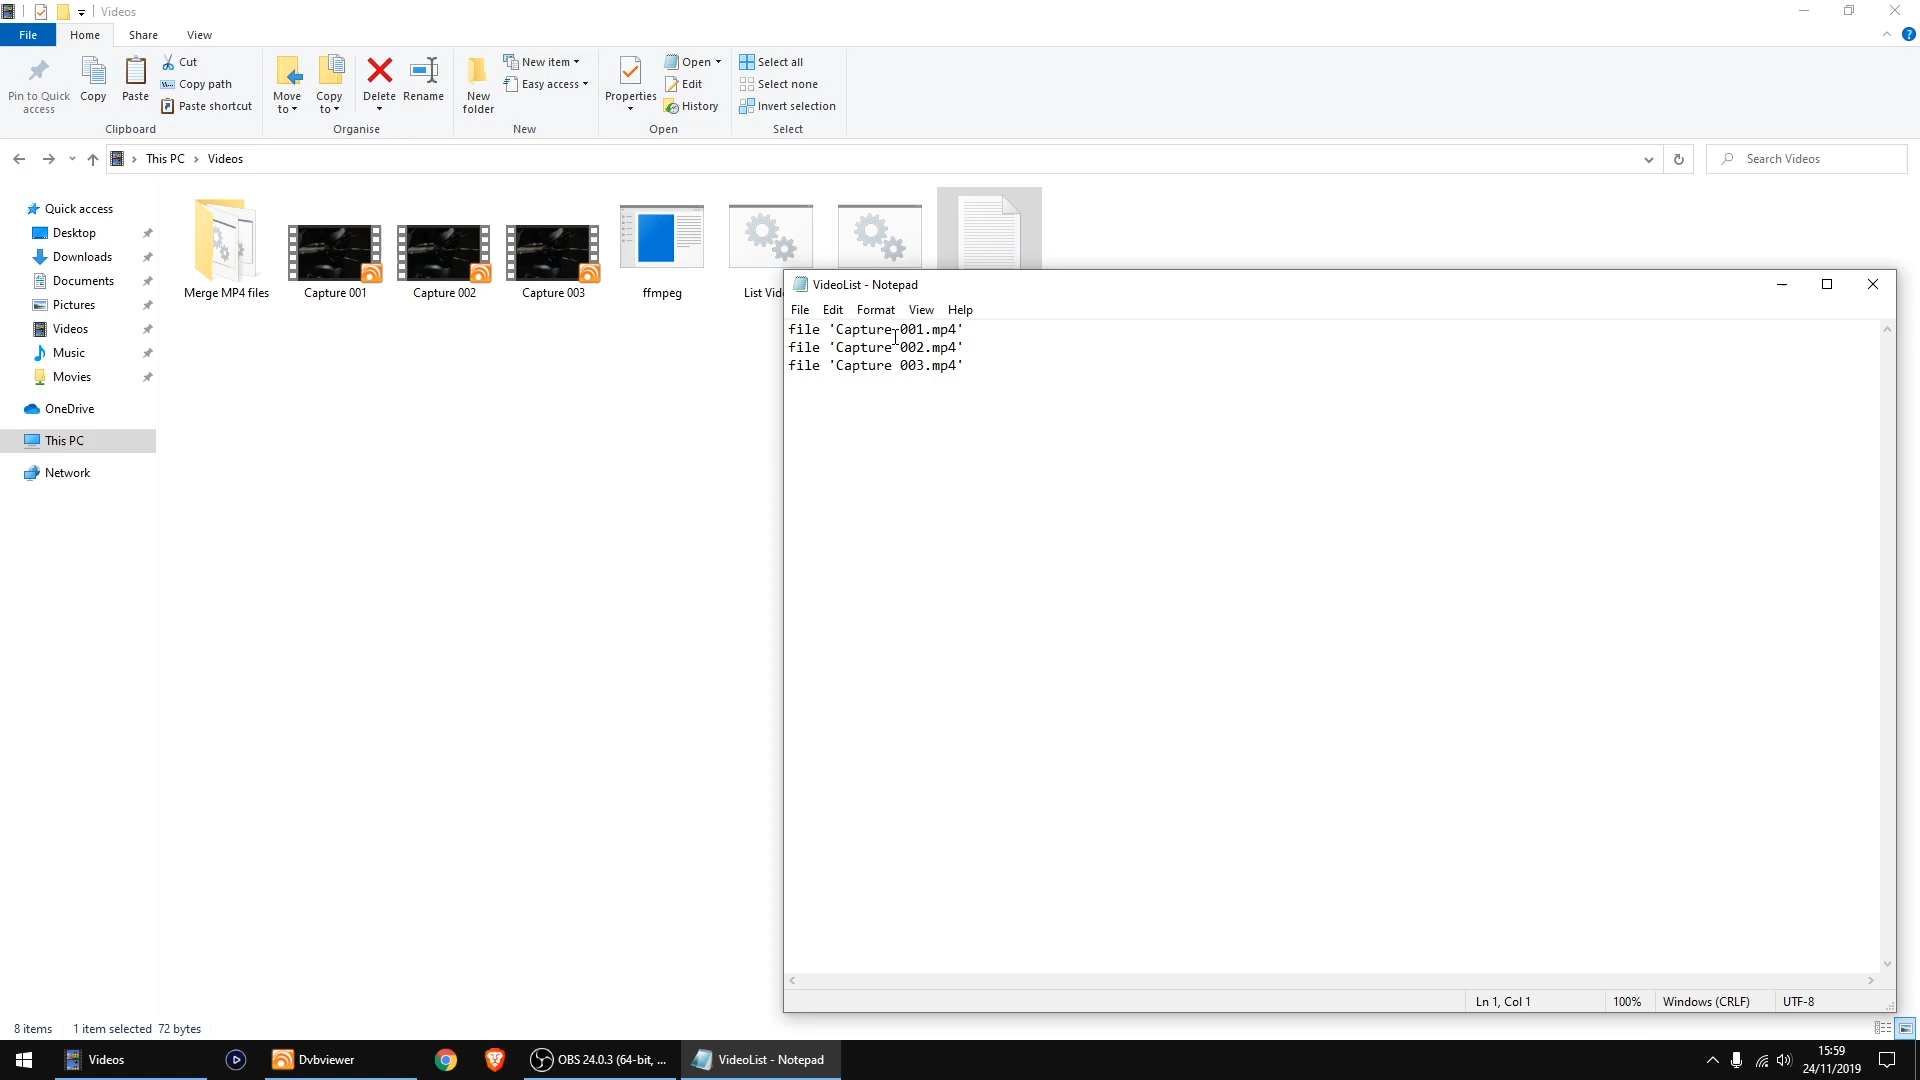 Videos
File Home Share View
Pin to Quick access
Copy
Paste
Cut
Copy path
Paste shortcut
Clipboard
Move to
Copy to
Delete
Rename
Organise
New folder
New item
Easy access
New
Properties
Open
Edit
History
Open
Select all
Select none
Invert selection
Select
This PC > Videos
Search Videos
Quick access
Desktop
Downloads
Documents
Pictures
Videos
Music
Movies
OneDrive
This PC
Network
Merge MP4 files
Capture 001
Capture 002
Capture 003
ffmpeg
List Vid
VideoList - Notepad
File Edit Format View Help
file 'Capture 001.mp4'
file 'Capture 002.mp4'
file 'Capture 003.mp4'
Ln 1, Col 1 100% Windows (CRLF) UTF-8
8 items 1 item selected 72 bytes
Videos
Dvbviewer
OBS 24.0.3 (64-bit, ...
VideoList - Notepad
15:59
24/11/2019